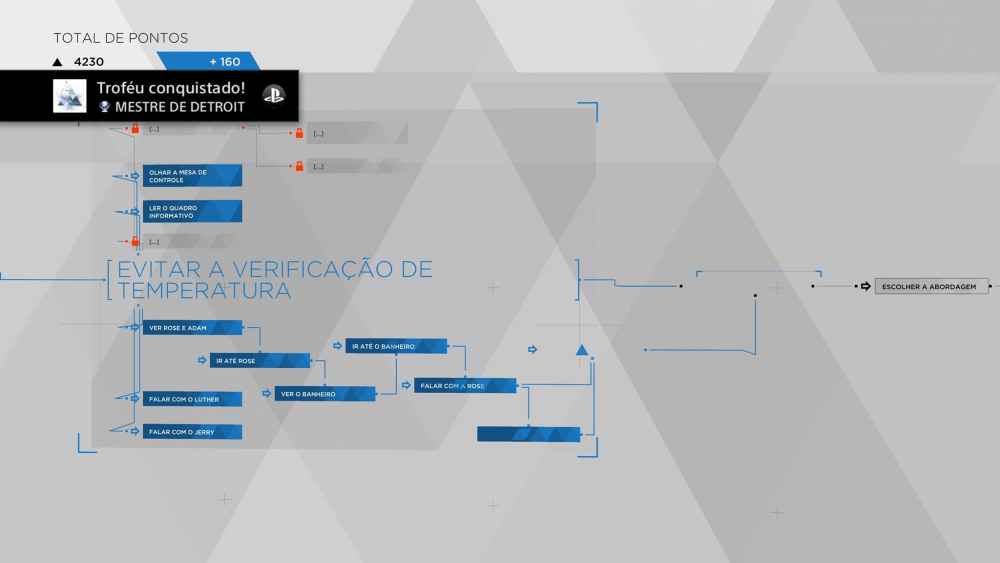 TOTAL DE PONTOS
4230
+ 160
Troféu conquistado!
MESTRE DE DETROIT
[...]
[...]
[...]
OLHAR A MESA DE
CONTROLE
LER O QUADRO
INFORMATIVO
[...]
EVITAR A VERIFICAÇÃO DE
TEMPERATURA
ESCOLHER A ABORDAGEM
VER ROSE E ADAM
IR ATÉ O BANHEIRO
IR ATÉ ROSE
FALAR COM A ROSE
VER O BANHEIRO
FALAR COM O LUTHER
FALAR COM O JERRY